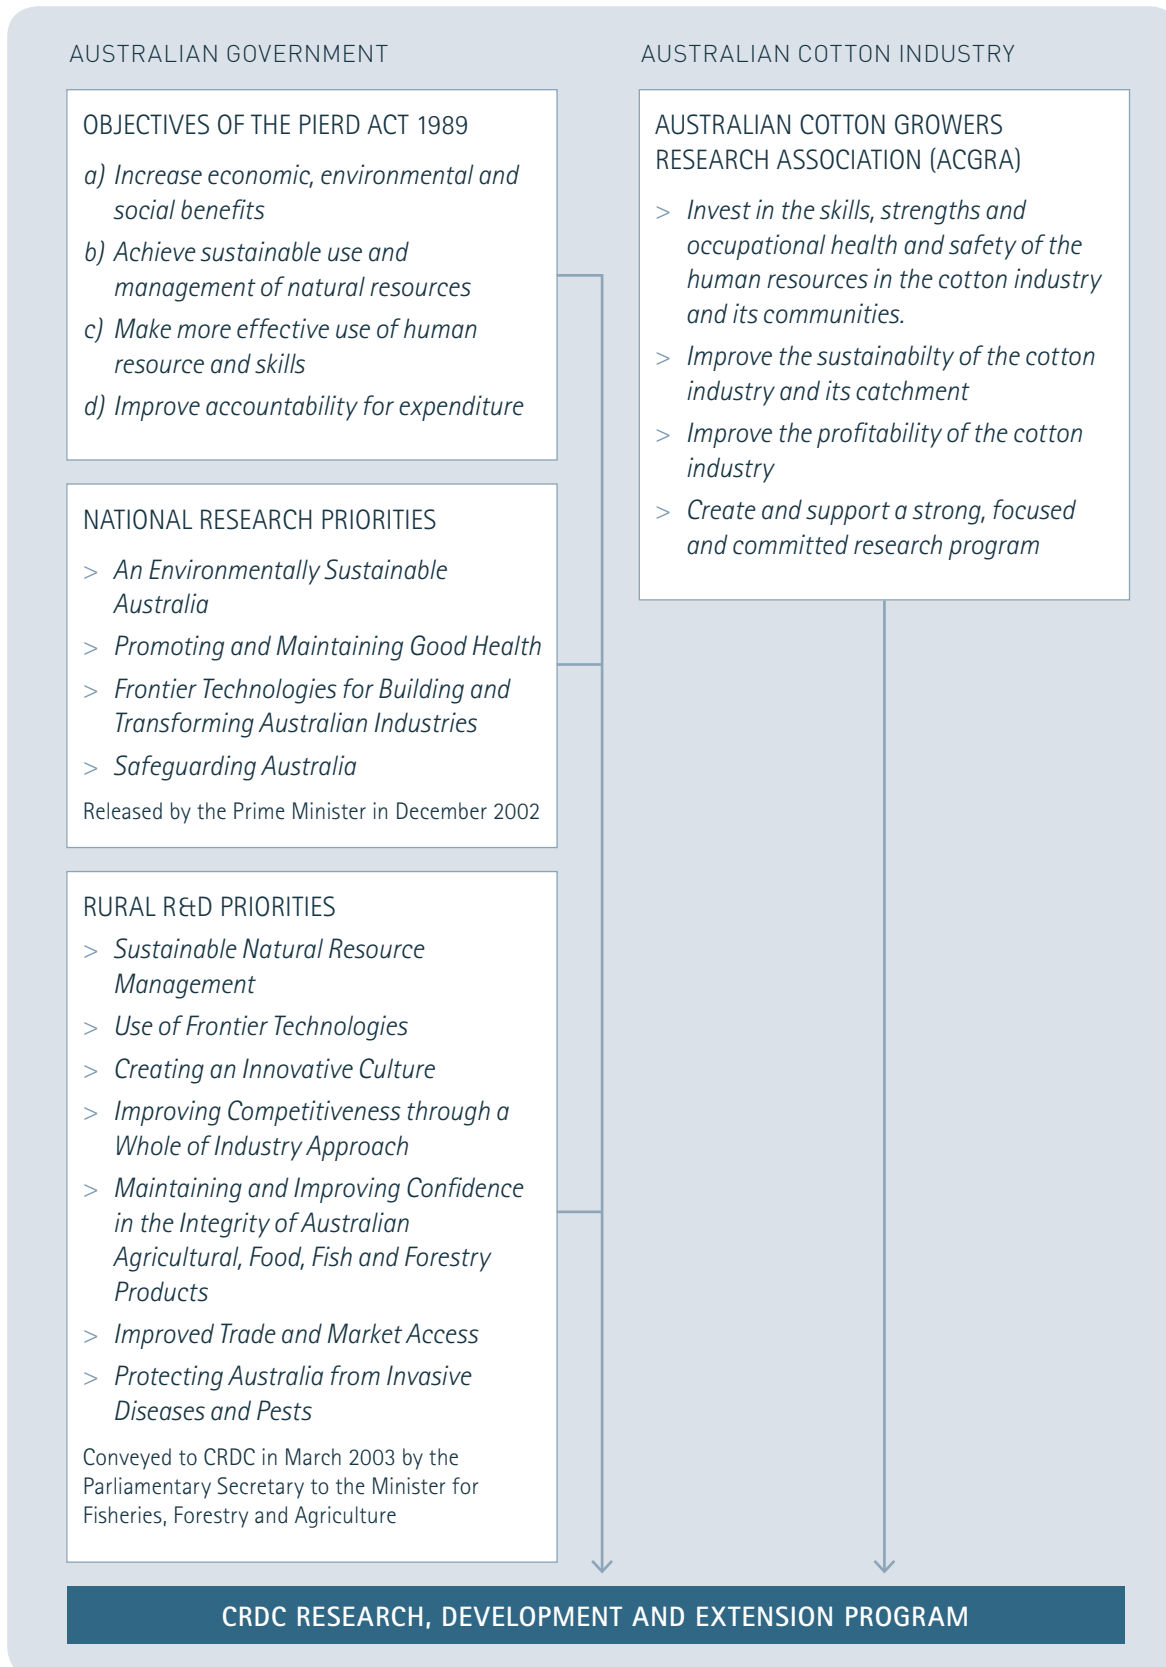 AUSTRALIAN GOVERNMENT
OBJECTIVES OF THE PIERD ACT 1989
a) Increase economic, environmental and
social benefits
b) Achieve sustainable use and
management of natural resources
c) Make more effective use of human
resource and skills
d) Improve accountability for expenditure
NATIONAL RESEARCH PRIORITIES
> An Environmentally Sustainable
Australia
> Promoting and Maintaining Good Health
> Frontier Technologies for Building and
Transforming Australian Industries
> Safeguarding Australia
Released by the Prime Minister in December 2002
RURAL R&D PRIORITIES
> Sustainable Natural Resource
Management
> Use of Frontier Technologies
> Creating an Innovative Culture
> Improving Competitiveness through a
Whole of Industry Approach
> Maintaining and Improving Confidence
in the Integrity of Australian
Agricultural, Food, Fish and Forestry
Products
> Improved Trade and Market Access
> Protecting Australia from Invasive
Diseases and Pests
Conveyed to CRDC in March 2003 by the
Parliamentary Secretary to the Minister for
Fisheries, Forestry and Agriculture
AUSTRALIAN COTTON INDUSTRY
AUSTRALIAN COTTON GROWERS
RESEARCH ASSOCIATION (ACGRA)
> Invest in the skills, strengths and
occupational health and safety of the
human resources in the cotton industry
and its communities.
> Improve the sustainabilty of the cotton
industry and its catchment
> Improve the profitability of the cotton
industry
> Create and support a strong, focused
and committed research program
CRDC RESEARCH, DEVELOPMENT AND EXTENSION PROGRAM